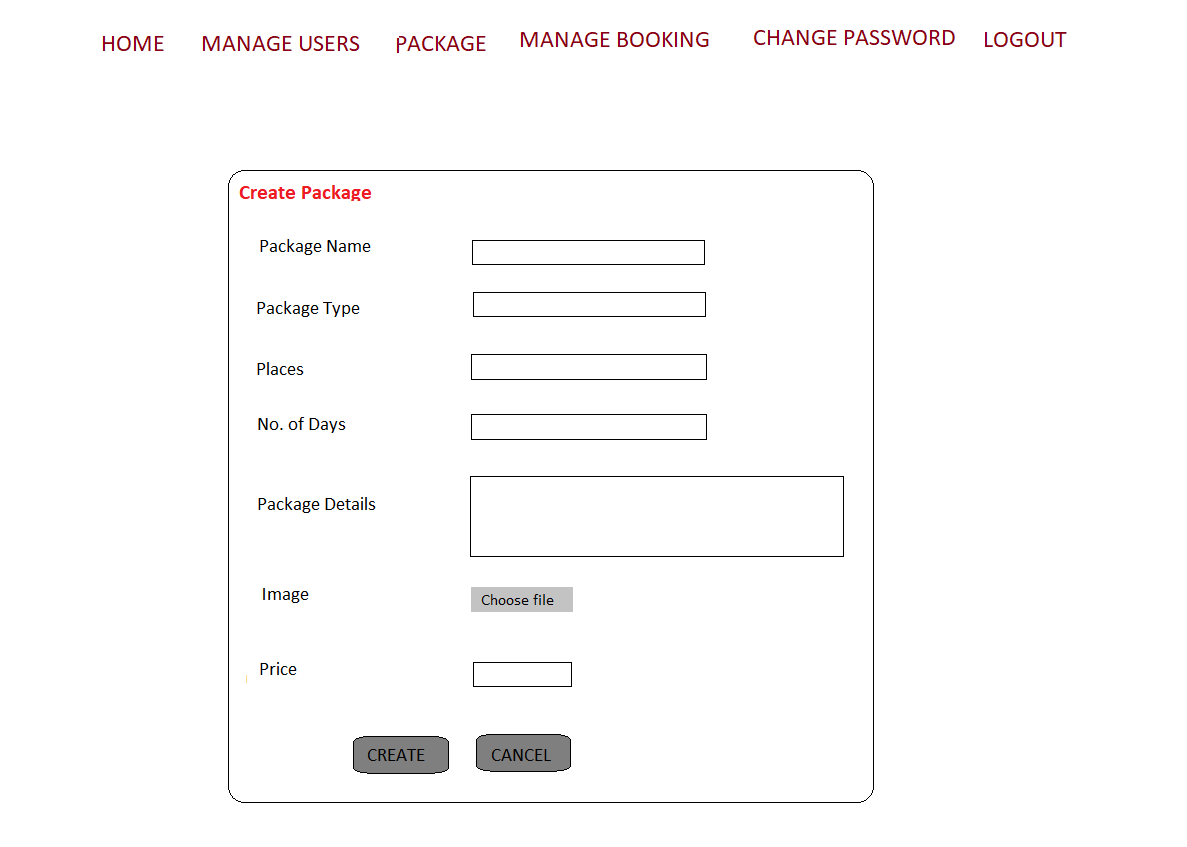 HOME MANAGE USERS PACKAGE MANAGE BOOKING CHANGE PASSWORD LOGOUT
Create Package
Package Name
Package Type
Places
No. of Days
Package Details
Image Choose file
Price
CREATE CANCEL